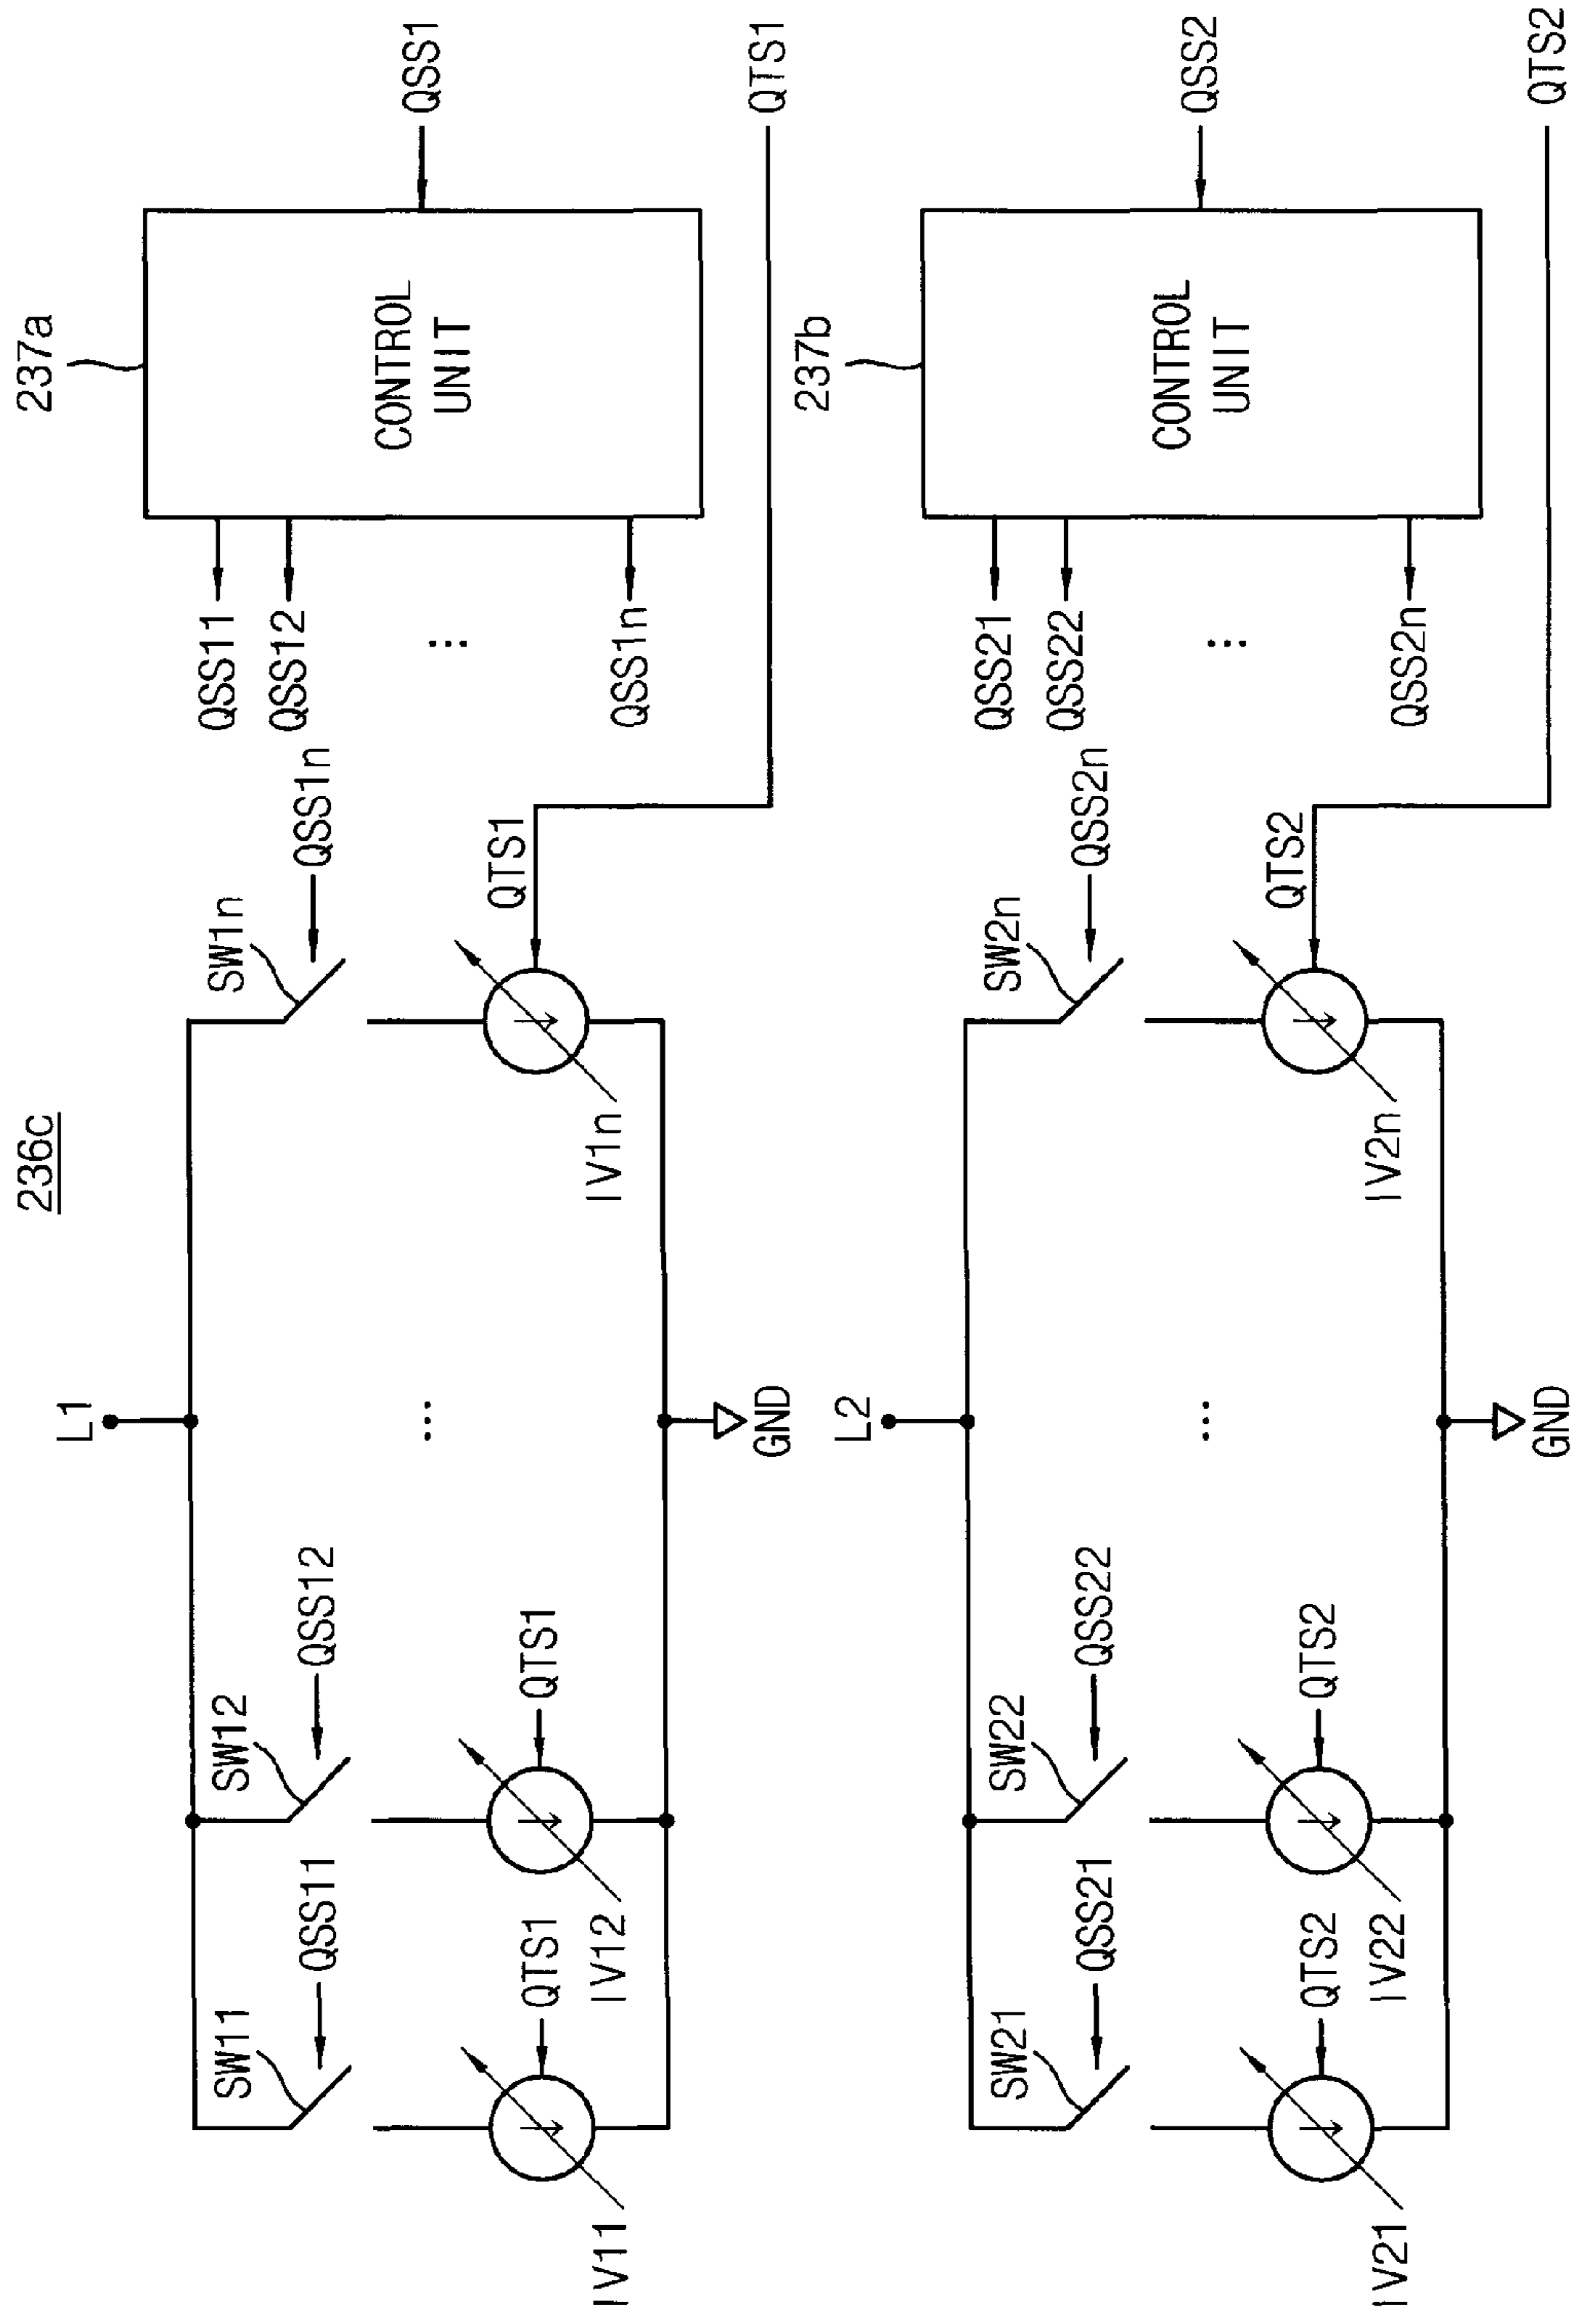 236c
L1
SW11
QSS11
SW12
QSS12
...
SW1n
QSS1n
QTS1
QTS1
QTS1
IV11
IV12
IV1n
GND
237a
CONTROL
UNIT
QSS11
QSS12
...
QSS1n
QSS1
QTS1
L2
SW21
QSS21
SW22
QSS22
...
SW2n
QSS2n
QTS2
QTS2
QTS2
IV21
IV22
IV2n
GND
237b
CONTROL
UNIT
QSS21
QSS22
...
QSS2n
QSS2
QTS2